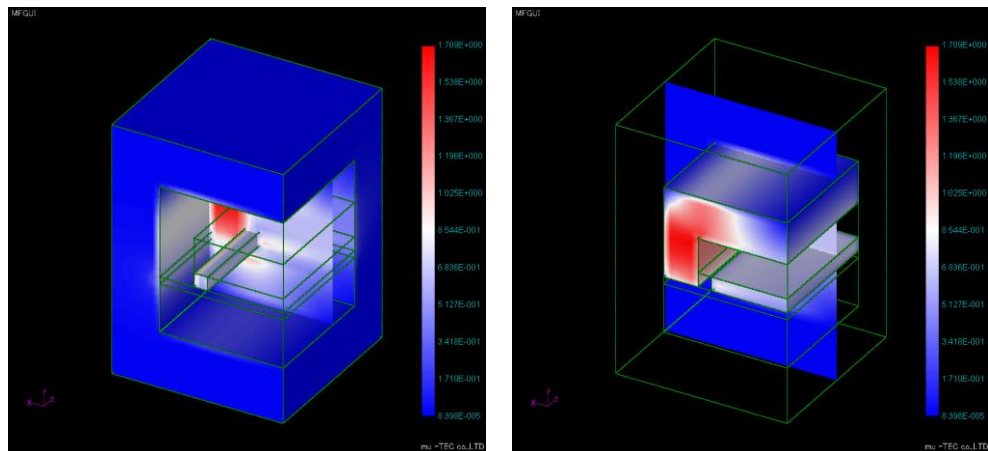 MFGUI
1.709E+000
1.538E+000
1.367E+000
1.196E+000
1.025E+000
8.544E-001
6.836E-001
5.127E-001
3.418E-001
1.710E-001
8.398E-005
Y
X Z
mu -TEC co.,LTD
MFGUI
1.709E+000
1.538E+000
1.367E+000
1.196E+000
1.025E+000
8.544E-001
6.836E-001
5.127E-001
3.418E-001
1.710E-001
8.398E-005
Y
X Z
mu -TEC co.,LTD